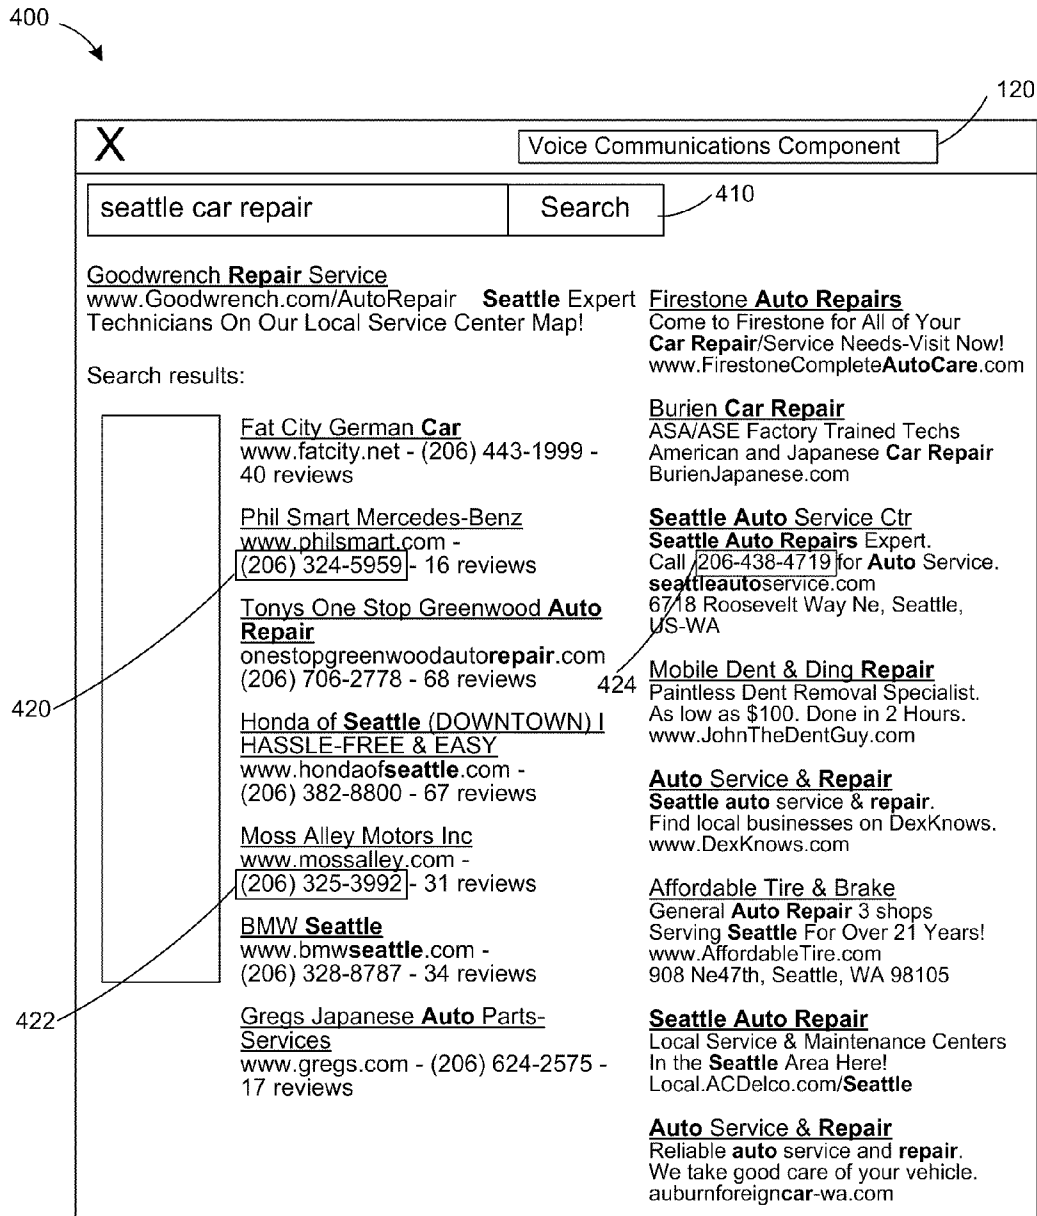 400
120
X
Voice Communications Component
seattle car repair
Search
410
Goodwrench Repair Service
www.Goodwrench.com/AutoRepair Seattle Expert
Technicians On Our Local Service Center Map!
Search results:
Fat City German Car
www.fatcity.net - (206) 443-1999 -
40 reviews
Phil Smart Mercedes-Benz
www.philsmart.com -
(206) 324-5959 - 16 reviews
Tonys One Stop Greenwood Auto
Repair
onestopgreenwoodautorepair.com
(206) 706-2778 - 68 reviews
420
Honda of Seattle (DOWNTOWN) I
HASSLE-FREE & EASY
www.hondaofseattle.com -
(206) 382-8800 - 67 reviews
Moss Alley Motors Inc
www.mossalley.com -
(206) 325-3992 - 31 reviews
BMW Seattle
www.bmwseattle.com -
(206) 328-8787 - 34 reviews
422
Gregs Japanese Auto Parts-
Services
www.gregs.com - (206) 624-2575 -
17 reviews
Firestone Auto Repairs
Come to Firestone for All of Your
Car Repair/Service Needs-Visit Now!
www.FirestoneCompleteAutoCare.com
Burien Car Repair
ASA/ASE Factory Trained Techs
American and Japanese Car Repair
BurienJapanese.com
Seattle Auto Service Ctr
Seattle Auto Repairs Expert.
Call 206-438-4719 for Auto Service.
seattleautoservice.com
6718 Roosevelt Way Ne, Seattle,
US-WA
424
Mobile Dent & Ding Repair
Paintless Dent Removal Specialist.
As low as $100. Done in 2 Hours.
www.JohnTheDentGuy.com
Auto Service & Repair
Seattle auto service & repair.
Find local businesses on DexKnows.
www.DexKnows.com
Affordable Tire & Brake
General Auto Repair 3 shops
Serving Seattle For Over 21 Years!
www.AffordableTire.com
908 Ne47th, Seattle, WA 98105
Seattle Auto Repair
Local Service & Maintenance Centers
In the Seattle Area Here!
Local.ACDelco.com/Seattle
Auto Service & Repair
Reliable auto service and repair.
We take good care of your vehicle.
auburnforeigncar-wa.com